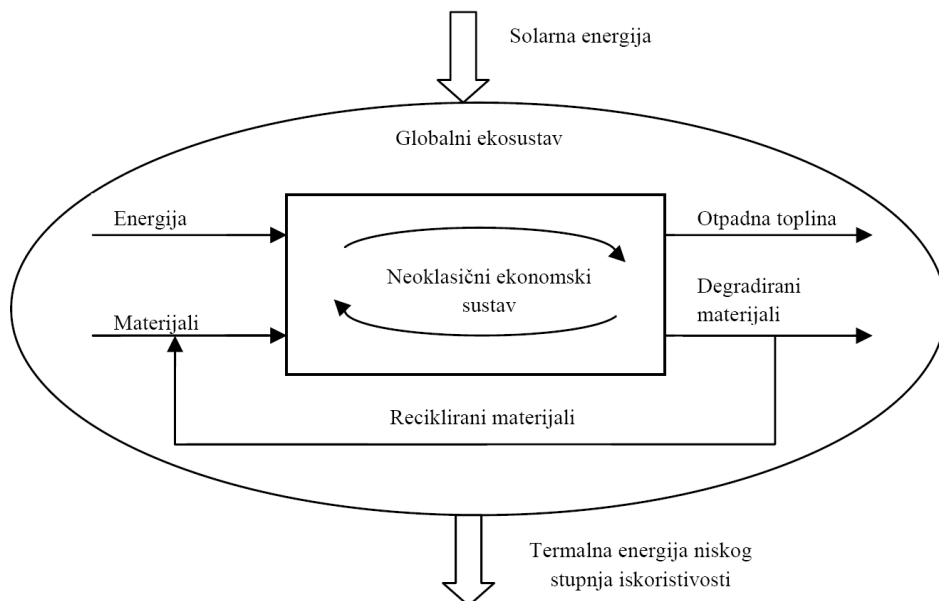 Solarna energija
Globalni ekosustav
Energija
Otpadna toplina
Neoklasični ekonomski
sustav
Degradirani
materijali
Materijali
Reciklirani materijali
Termalna energija niskog
stupnja iskoristivosti